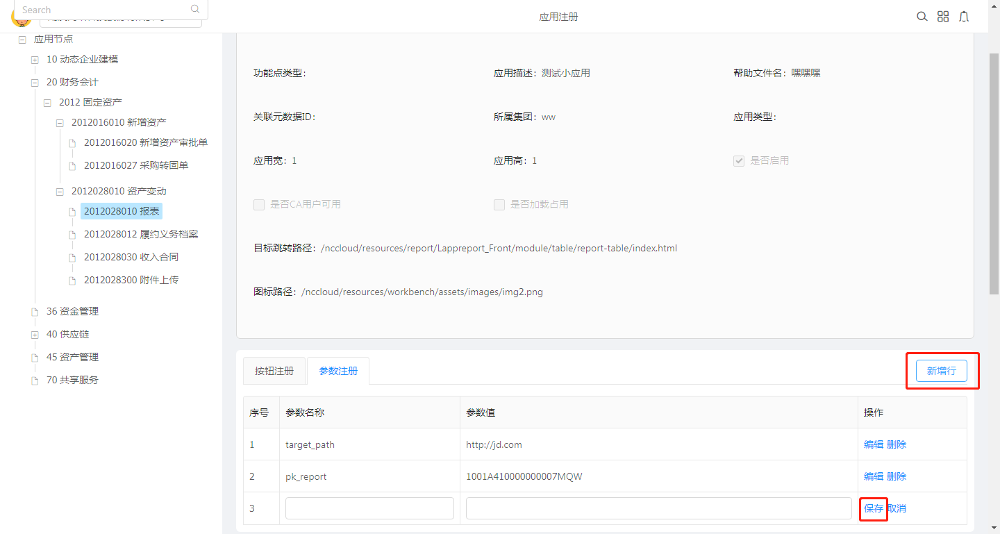 Search
应用注册
应用节点
10 动态企业建模
20 财务会计
2012 固定资产
2012016010 新增资产
2012016020 新增资产审批单
2012016027 采购转固单
2012028010 资产变动
2012028010 报表
2012028012 履约义务档案
2012028030 收入合同
2012028300 附件上传
36 资金管理
40 供应链
45 资产管理
70 共享服务
功能点类型: 应用描述: 测试小应用 帮助文件名: 嘿嘿嘿
关联元数据ID: 所属集团: ww 应用类型:
应用宽: 1 应用高: 1 是否启用
是否CA用户可用 是否加载占用
目标跳转路径: /nccloud/resources/report/Lappreport_Front/module/table/report-table/index.html
图标路径: /nccloud/resources/workbench/assets/images/img2.png
按钮注册 参数注册 新增行
序号 参数名称 参数值 操作
1 target_path http://jd.com 编辑 删除
2 pk_report 1001A410000000007MQW 编辑 删除
3 保存 取消